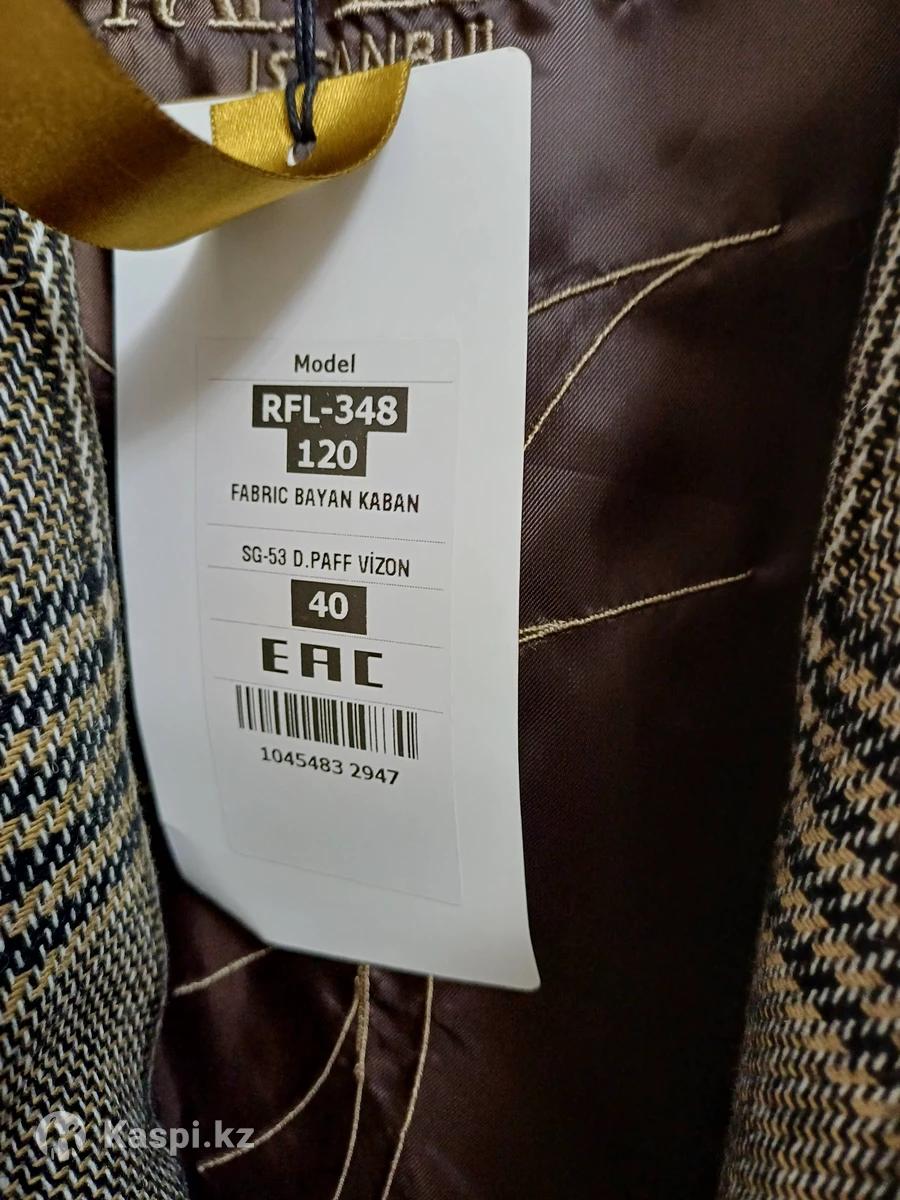 ISTANBUL
Model
RFL-348
120
FABRIC BAYAN KABAN
SG-53 D.PAFF VİZON
40
EAC
1045483 2947
Kaspi.kz